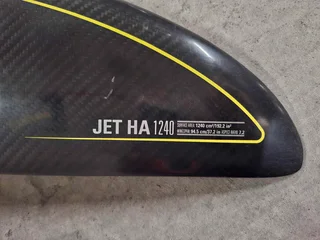 JET HA 1240
SURFACE AREA 1240 cm²/192,2 in²
WINGSPAN 94.5 cm/37.2 in ASPECT RATIO 7.2